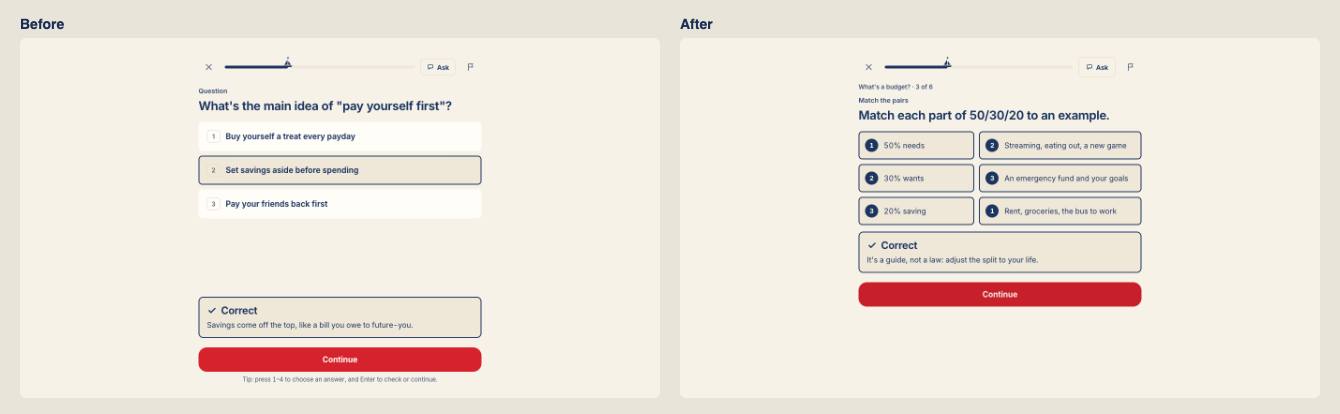 Before
Ask
Question
What's the main idea of "pay yourself first"?
1 Buy yourself a treat every payday
2 Set savings aside before spending
3 Pay your friends back first
✓ Correct
Savings come off the top, like a bill you owe to future-you.
Continue
Tip: press 1-4 to choose an answer, and Enter to check or continue.
After
Ask
What's a budget? · 3 of 6
Match the pairs
Match each part of 50/30/20 to an example.
1 50% needs
2 Streaming, eating out, a new game
2 30% wants
3 An emergency fund and your goals
3 20% saving
1 Rent, groceries, the bus to work
✓ Correct
It's a guide, not a law: adjust the split to your life.
Continue